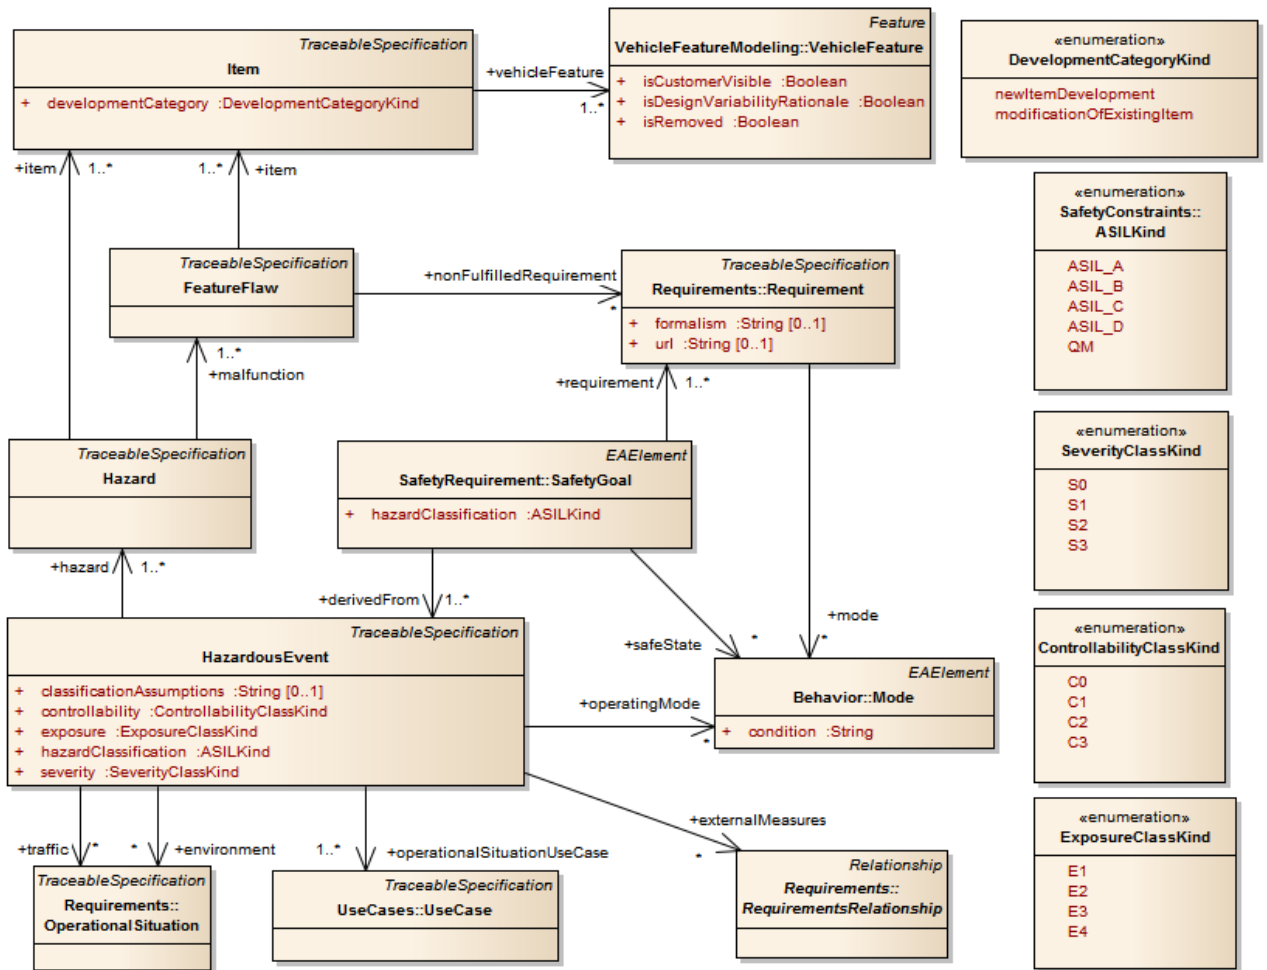 TraceableSpecification
Item
+ developmentCategory :DevelopmentCategoryKind
+vehicleFeature
1..*
Feature
VehicleFeatureModeling::VehicleFeature
+ isCustomerVisible :Boolean
+ isDesignVariabilityRationale :Boolean
+ isRemoved :Boolean
«enumeration»
DevelopmentCategoryKind
newItemDevelopment
modificationOfExistingItem
+item
1..*
1..*
+item
«enumeration»
SafetyConstraints::
ASILKind
ASIL_A
ASIL_B
ASIL_C
ASIL_D
QM
TraceableSpecification
FeatureFlaw
+nonFulfilledRequirement
*
TraceableSpecification
Requirements::Requirement
+ formalism :String [0..1]
+ url :String [0..1]
1..*
+malfunction
+requirement
1..*
TraceableSpecification
Hazard
EAElement
SafetyRequirement::SafetyGoal
+ hazardClassification :ASILKind
«enumeration»
SeverityClassKind
S0
S1
S2
S3
+hazard
1..*
+derivedFrom
1..*
+safeState
*
+mode
*
TraceableSpecification
HazardousEvent
+ classificationAssumptions :String [0..1]
+ controllability :ControllabilityClassKind
+ exposure :ExposureClassKind
+ hazardClassification :ASILKind
+ severity :SeverityClassKind
+operatingMode
*
EAElement
Behavior::Mode
+ condition :String
«enumeration»
ControllabilityClassKind
C0
C1
C2
C3
+traffic
*
*
+environment
1..*
+operationalSituationUseCase
+externalMeasures
*
TraceableSpecification
Requirements::
OperationalSituation
TraceableSpecification
UseCases::UseCase
Relationship
Requirements::
RequirementsRelationship
«enumeration»
ExposureClassKind
E1
E2
E3
E4